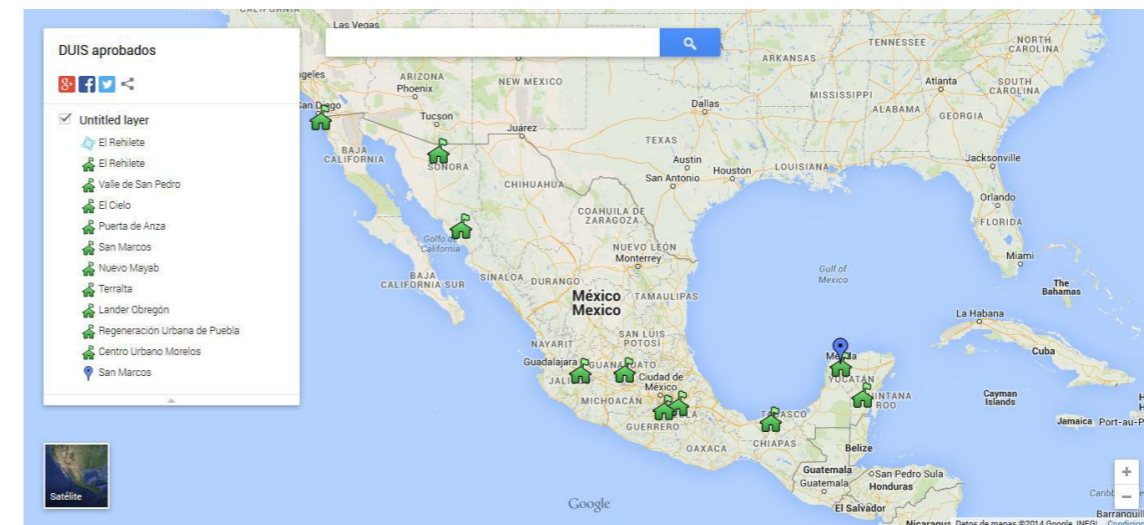 DUIS aprobados
Untitled layer
El Rehilete
El Rehilete
Valle de San Pedro
El Cielo
Puerta de Anza
San Marcos
Nuevo Mayab
Terralta
Lander Obregón
Regeneración Urbana de Puebla
Centro Urbano Morelos
San Marcos
Satélite
Las Vegas
TENNESSEE
NORTH
CAROLINA
ARKANSAS
ARIZONA
Phoenix
NEW MEXICO
Atlanta
SOUTH
CAROLINA
MISSISSIPPI
Dallas
ALABAMA
GEORGIA
San Diego
Tucson
Juárez
TEXAS
BAJA
CALIFORNIA
SONORA
Austin
San Antonio
Houston
LOUISIANA
Jacksonville
CHIHUAHUA
Orlando
FLORIDA
COAHUILA DE
ZARAGOZA
Golfo de
California
NUEVO LEON
Monterrey
Miami
Gulf of
Mexico
BAJA
CALIFORNIA SUR
SINALOA
DURANGO
The
Bahamas
México
Mexico
TAMAULIPAS
La Habana
SAN LUIS
POTOSÍ
NAYARIT
Cuba
Guadalajara
Ciudad de
México
YUCATÁN
MICHOACÁN
Cayman
Islands
GUERRERO
Jamaica
Port-au-P
OAXACA
CHIAPAS
Belize
Guatemala
Guatemala
San Pedro Sula
Honduras
El Salvador
Google
Barranquil
Nicaragua
Datos de mapas ©2014 Google, INEGI